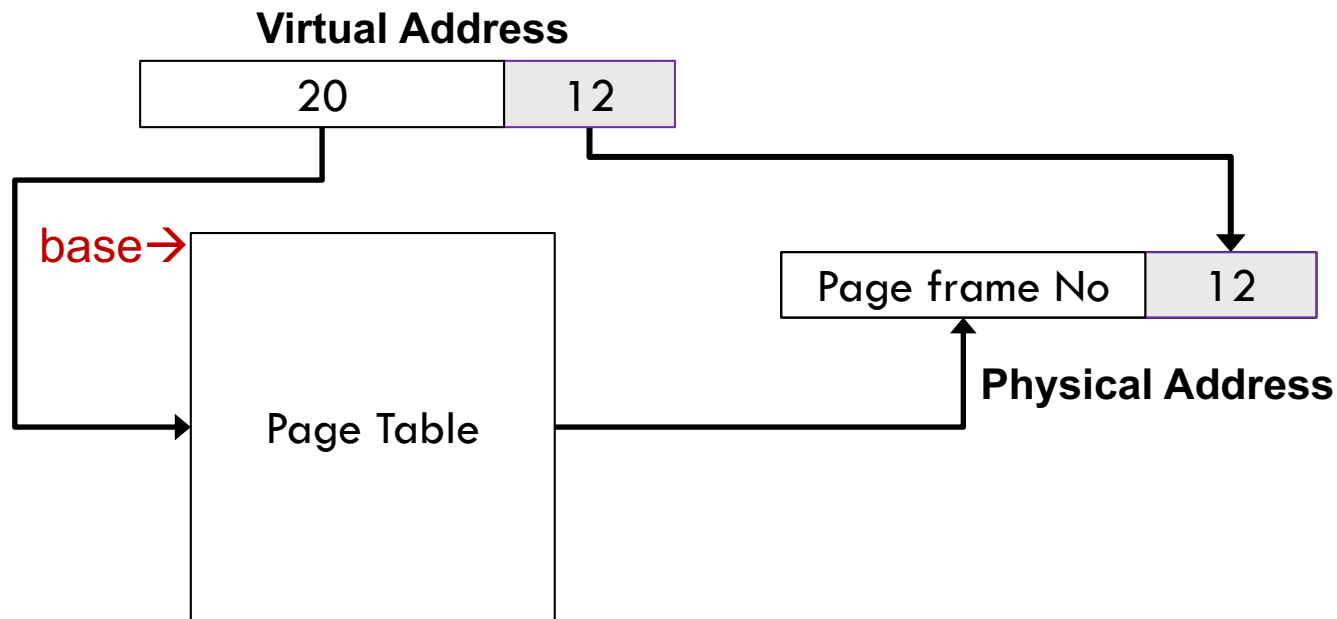 Virtual Address
20 12
base→
Page frame No 12
Physical Address
Page Table